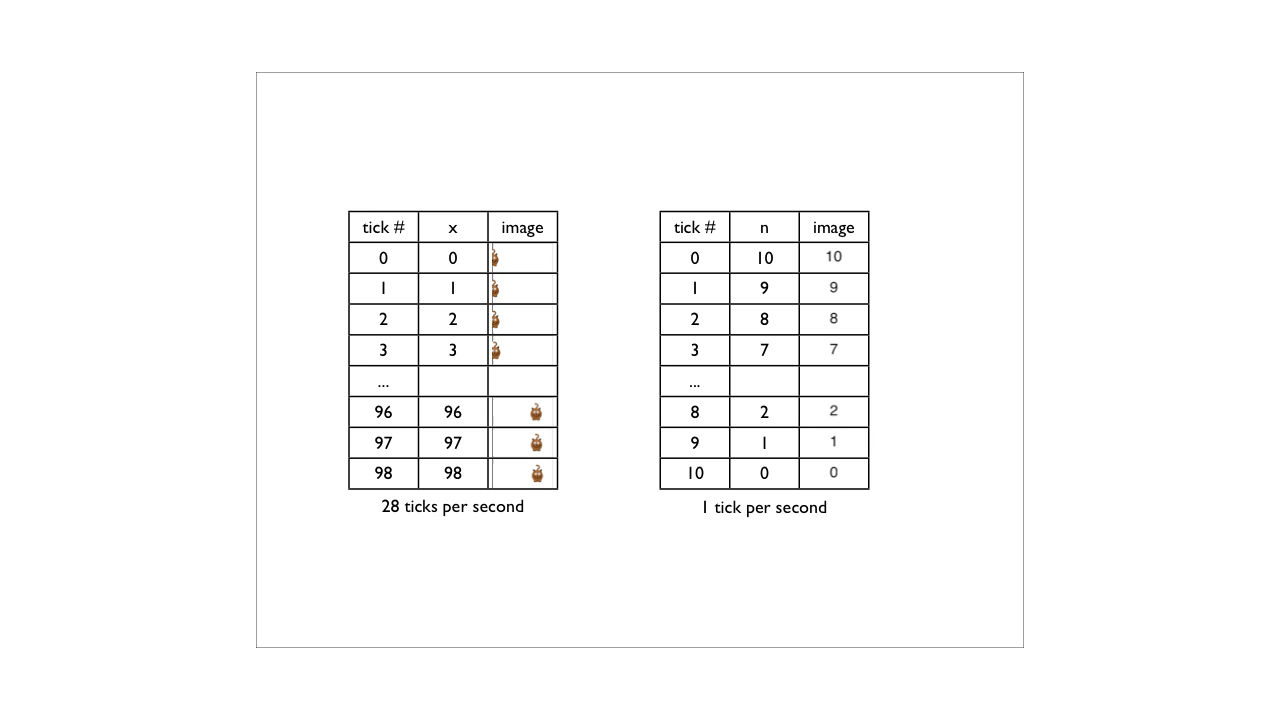 tick # x image
0 0
1 1
2 2
3 3
...
96 96
97 97
98 98
28 ticks per second
tick # n image
0 10 10
1 9 9
2 8 8
3 7 7
...
8 2 2
9 1 1
10 0 0
1 tick per second